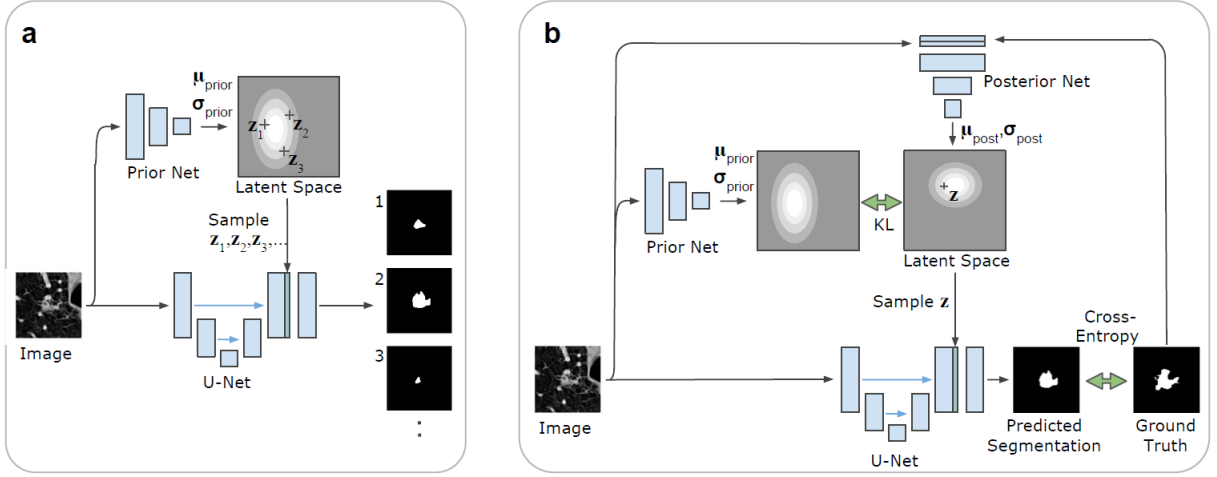 a
μprior
σprior
z1
z2
z3
Prior Net
Latent Space
Sample
z1,z2,z3,...
1
2
3
Image
U-Net
⋮
b
Posterior Net
μpost,σpost
μprior
σprior
z
KL
Prior Net
Latent Space
Sample z
Cross-
Entropy
Image
U-Net
Predicted
Segmentation
Ground
Truth